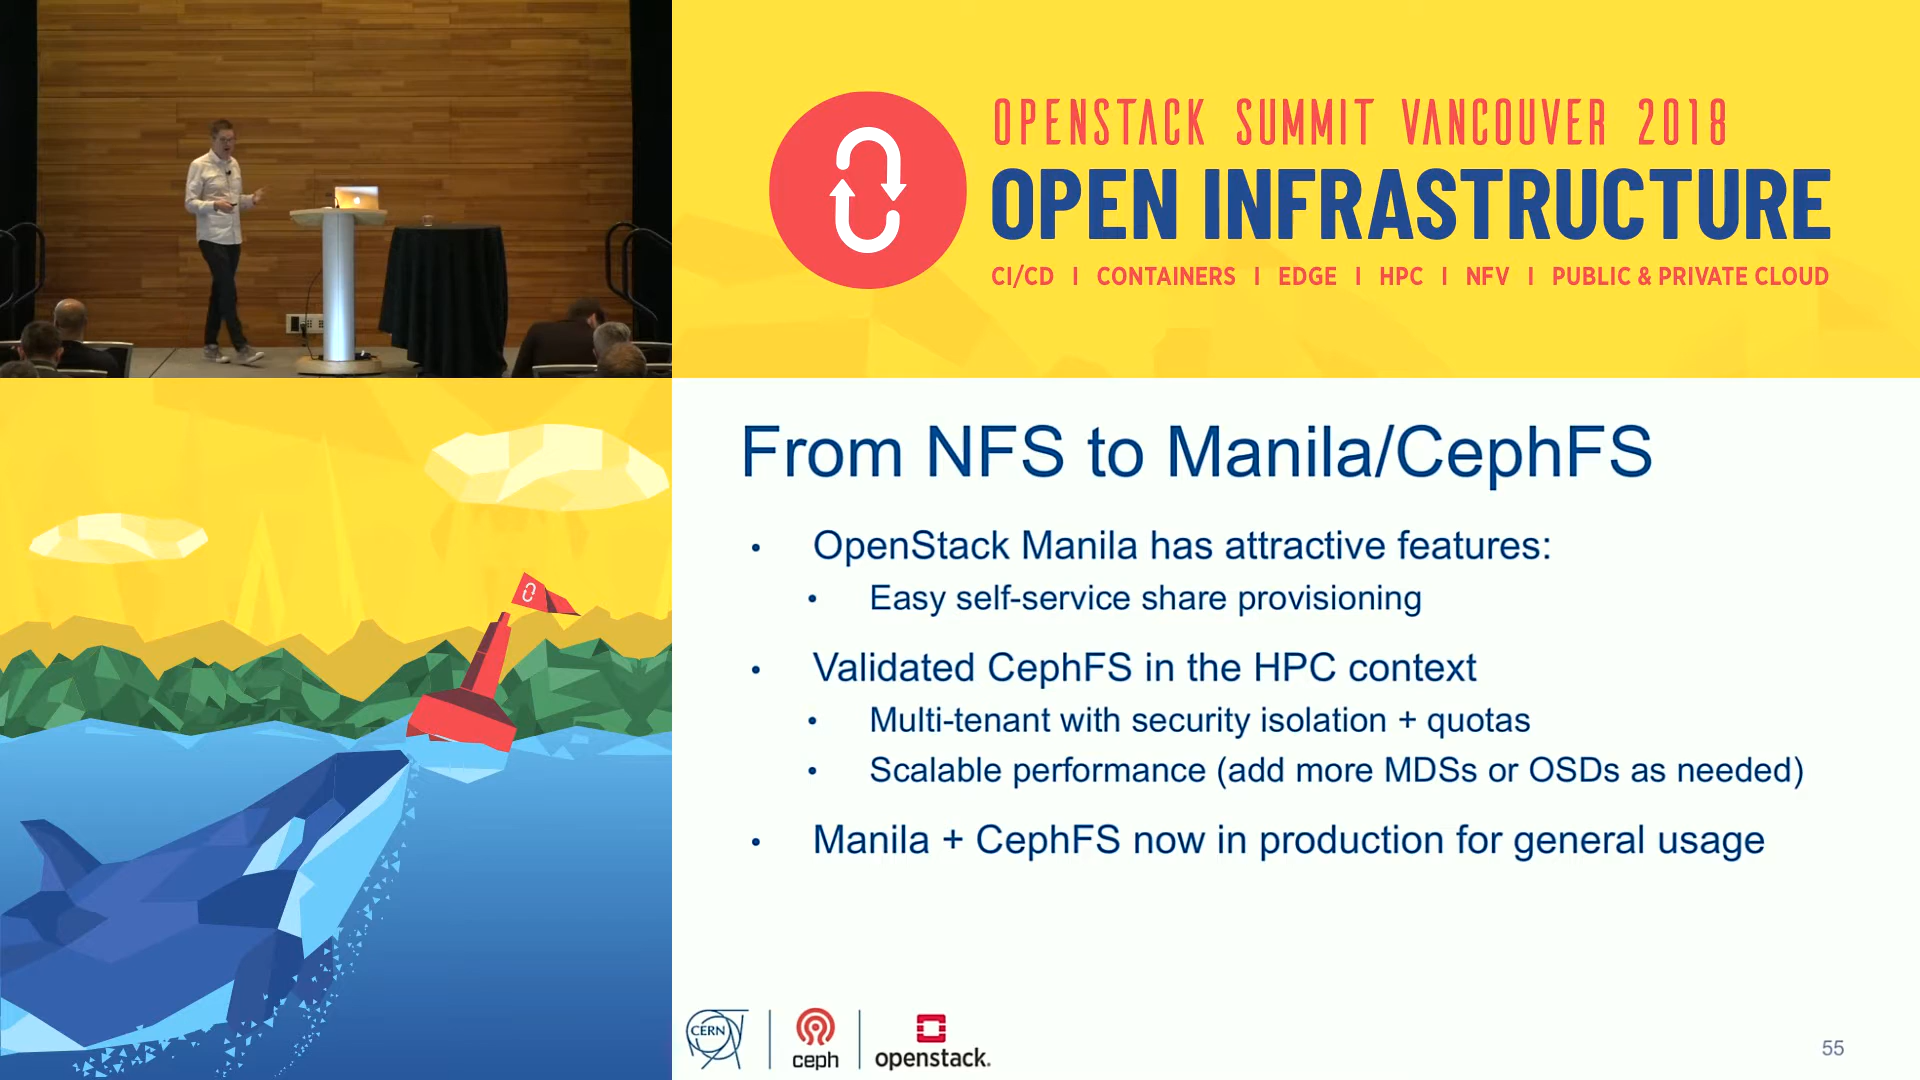 OPENSTACK SUMMIT VANCOUVER 2018
OPEN INFRASTRUCTURE
CI/CD | CONTAINERS | EDGE | HPC | NFV | PUBLIC & PRIVATE CLOUD
From NFS to Manila/CephFS
• OpenStack Manila has attractive features:
• Easy self-service share provisioning
• Validated CephFS in the HPC context
• Multi-tenant with security isolation + quotas
• Scalable performance (add more MDSs or OSDs as needed)
• Manila + CephFS now in production for general usage
CERN
ceph
openstack.
55